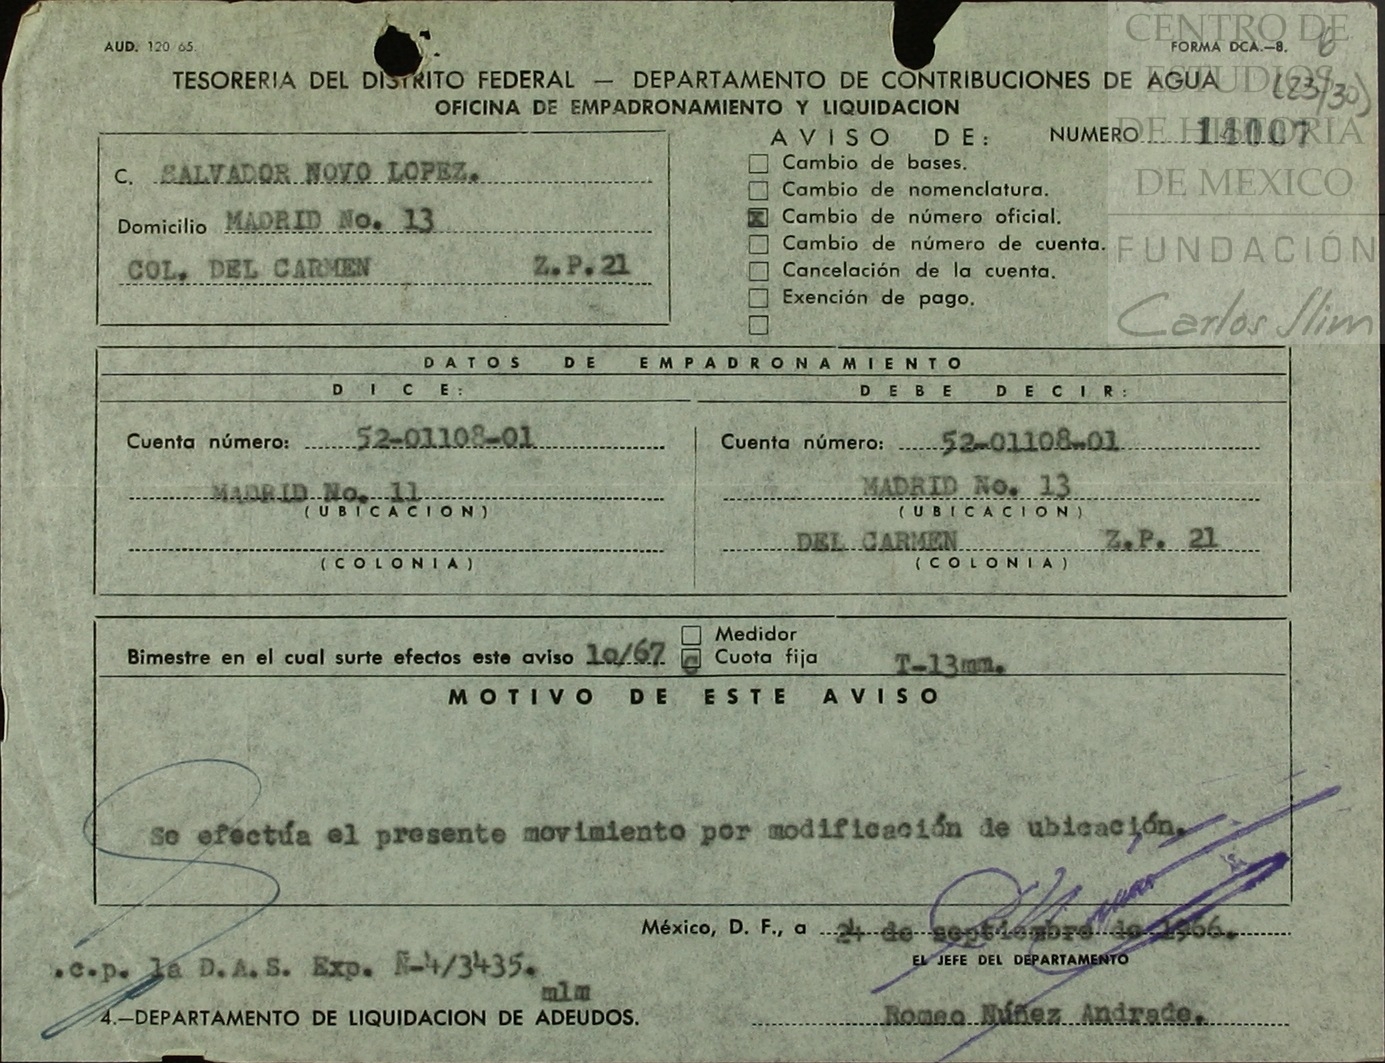 AUD. 120 65.
FORMA DCA.—8. 6
(23/30)
TESORERIA DEL DISTRITO FEDERAL — DEPARTAMENTO DE CONTRIBUCIONES DE AGUA
OFICINA DE EMPADRONAMIENTO Y LIQUIDACION
CENTRO DE
ESTUDIOS
DE HISTORIA
DE MEXICO
FUNDACIÓN
Carlos Slim
C. SALVADOR NOVO LOPEZ.
Domicilio MADRID No. 13
COL. DEL CARMEN Z.P.21
AVISO DE: NUMERO 14007
Cambio de bases.
Cambio de nomenclatura.
x Cambio de número oficial.
Cambio de número de cuenta.
Cancelación de la cuenta.
Exención de pago.
DATOS DE EMPADRONAMIENTO
DICE:
Cuenta número: 52-01108-01
MADRID No. 11
(UBICACION)
(COLONIA)
DEBE DECIR:
Cuenta número: 52-01108-01
MADRID No. 13
(UBICACION)
DEL CARMEN Z.P. 21
(COLONIA)
Medidor
Bimestre en el cual surte efectos este aviso 1o/67 Cuota fija T-13mm.
MOTIVO DE ESTE AVISO
Se efectúa el presente movimiento por modificación de ubicación.
México, D. F., a 24 de septiembre de 1966.
EL JEFE DEL DEPARTAMENTO
.c.p. la D.A.S. Exp. N-4/3435.
mlm
4.—DEPARTAMENTO DE LIQUIDACION DE ADEUDOS.
Romeo Núñez Andrade.